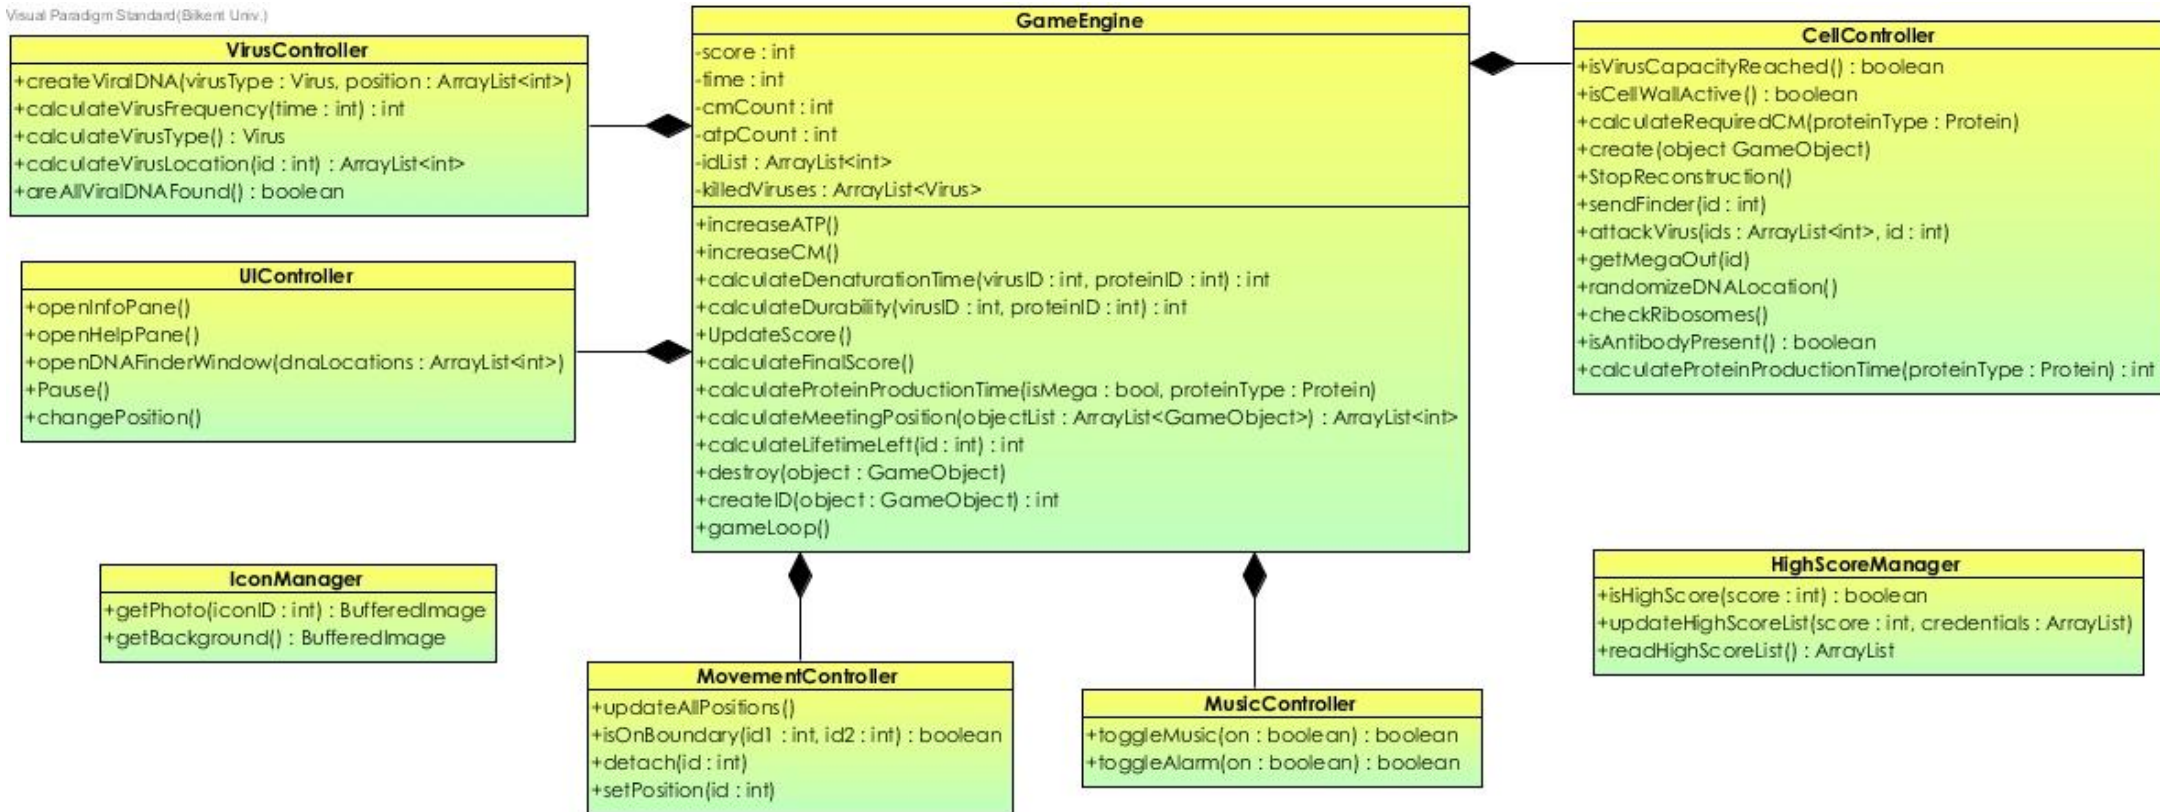 Visual Paradigm Standard(Bilkent Univ.)
VirusController
+createViralDNA(virusType : Virus, position : ArrayList<int>)
+calculateVirusFrequency(time : int) : int
+calculateVirusType() : Virus
+calculateVirusLocation(id : int) : ArrayList<int>
+areAllViralDNAFound() : boolean
UIController
+openInfoPane()
+openHelpPane()
+openDNAFinderWindow(dnaLocations : ArrayList<int>)
+Pause()
+changePosition()
GameEngine
-score : int
-time : int
-cmCount : int
-atpCount : int
-idList : ArrayList<int>
-killedViruses : ArrayList<Virus>
+increaseATP()
+increaseCM()
+calculateDenaturationTime(virusID : int, proteinID : int) : int
+calculateDurability(virusID : int, proteinID : int) : int
+UpdateScore()
+calculateFinalScore()
+calculateProteinProductionTime(isMega : bool, proteinType : Protein)
+calculateMeetingPosition(objectList : ArrayList<GameObject>) : ArrayList<int>
+calculateLifetimeLeft(id : int) : int
+destroy(object : GameObject)
+createID(object : GameObject) : int
+gameLoop()
CellController
+isVirusCapacityReached() : boolean
+isCellWallActive() : boolean
+calculateRequiredCM(proteinType : Protein)
+create(object GameObject)
+StopReconstruction()
+sendFinder(id : int)
+attackVirus(ids : ArrayList<int>, id : int)
+getMegaOut(id)
+randomizeDNALocation()
+checkRibosomes()
+isAntibodyPresent() : boolean
+calculateProteinProductionTime(proteinType : Protein) : int
IconManager
+getPhoto(iconID : int) : BufferedImage
+getBackground() : BufferedImage
MovementController
+updateAllPositions()
+isOnBoundary(id1 : int, id2 : int) : boolean
+detach(id : int)
+setPosition(id : int)
MusicController
+toggleMusic(on : boolean) : boolean
+toggleAlarm(on : boolean) : boolean
HighScoreManager
+isHighScore(score : int) : boolean
+updateHighScoreList(score : int, credentials : ArrayList)
+readHighScoreList() : ArrayList